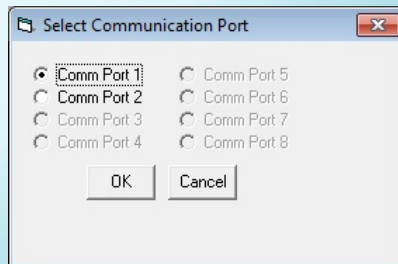 Select Communication Port
Comm Port 1
Comm Port 2
Comm Port 3
Comm Port 4
Comm Port 5
Comm Port 6
Comm Port 7
Comm Port 8
OK
Cancel